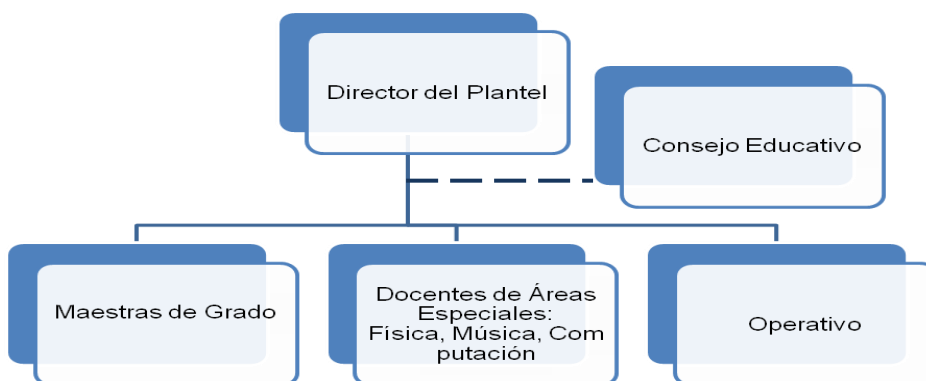 Director del Plantel
Consejo Educativo
Maestras de Grado
Docentes de Áreas
Especiales:
Física, Música, Com
putación
Operativo